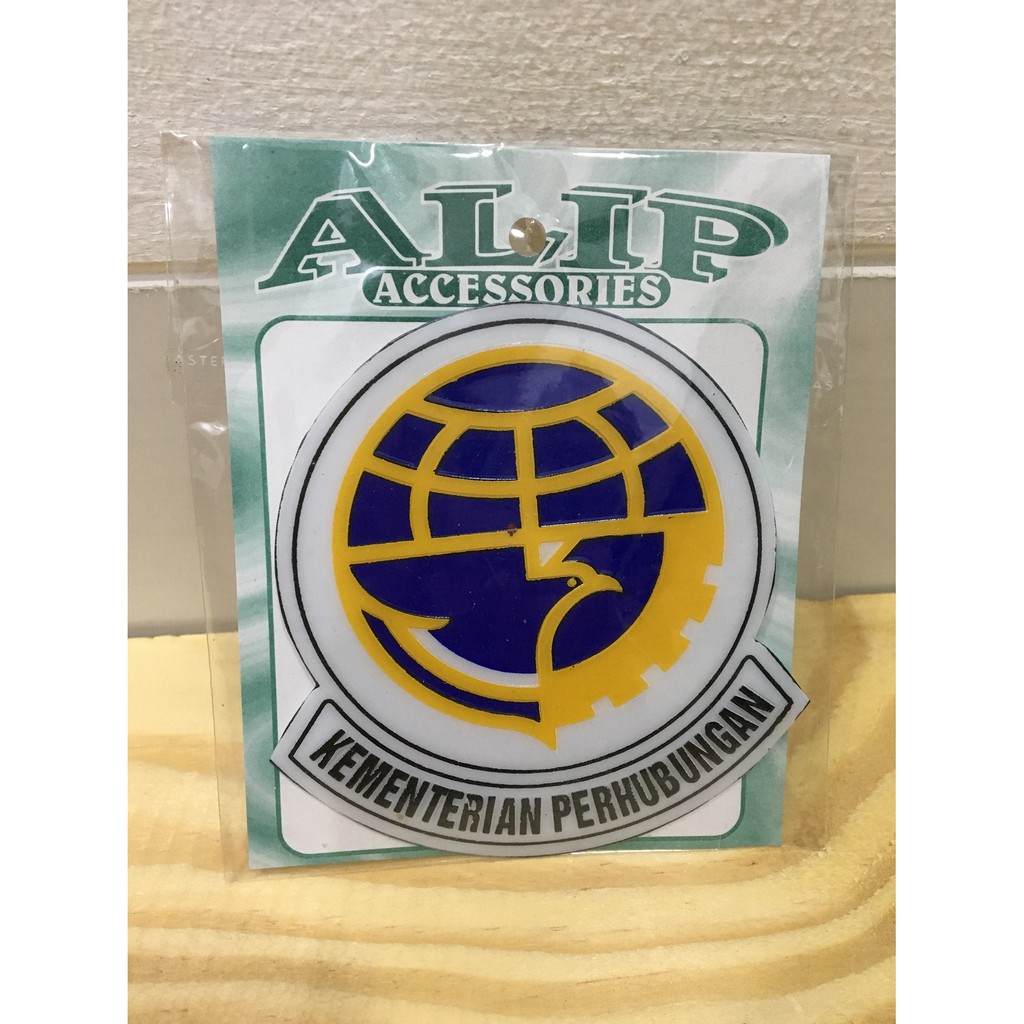 ALIP
ACCESSORIES
KEMENTERIAN PERHUBUNGAN